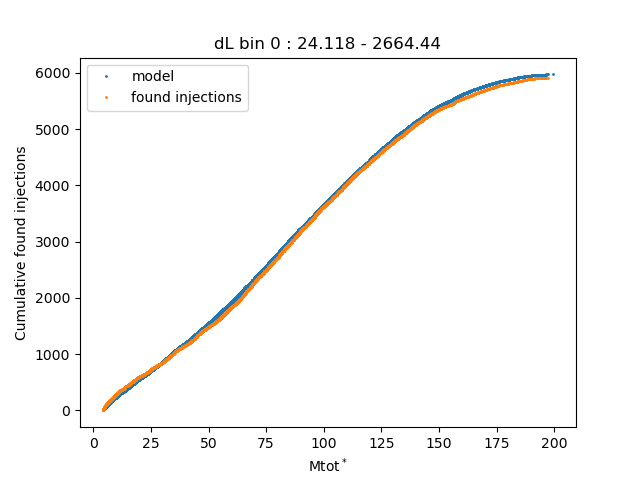 dL bin 0 : 24.118 - 2664.44
model
found injections
6000
5000
4000
3000
2000
1000
0
Cumulative found injections
0 25 50 75 100 125 150 175 200
Mtot*